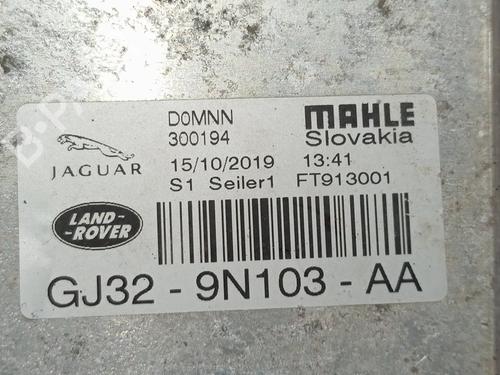 D0MNN
300194
MAHLE
Slovakia
15/10/2019 13:41
S1 Seiler1 FT913001
JAGUAR
LAND-
-ROVER
GJ32 - 9N103 - AA